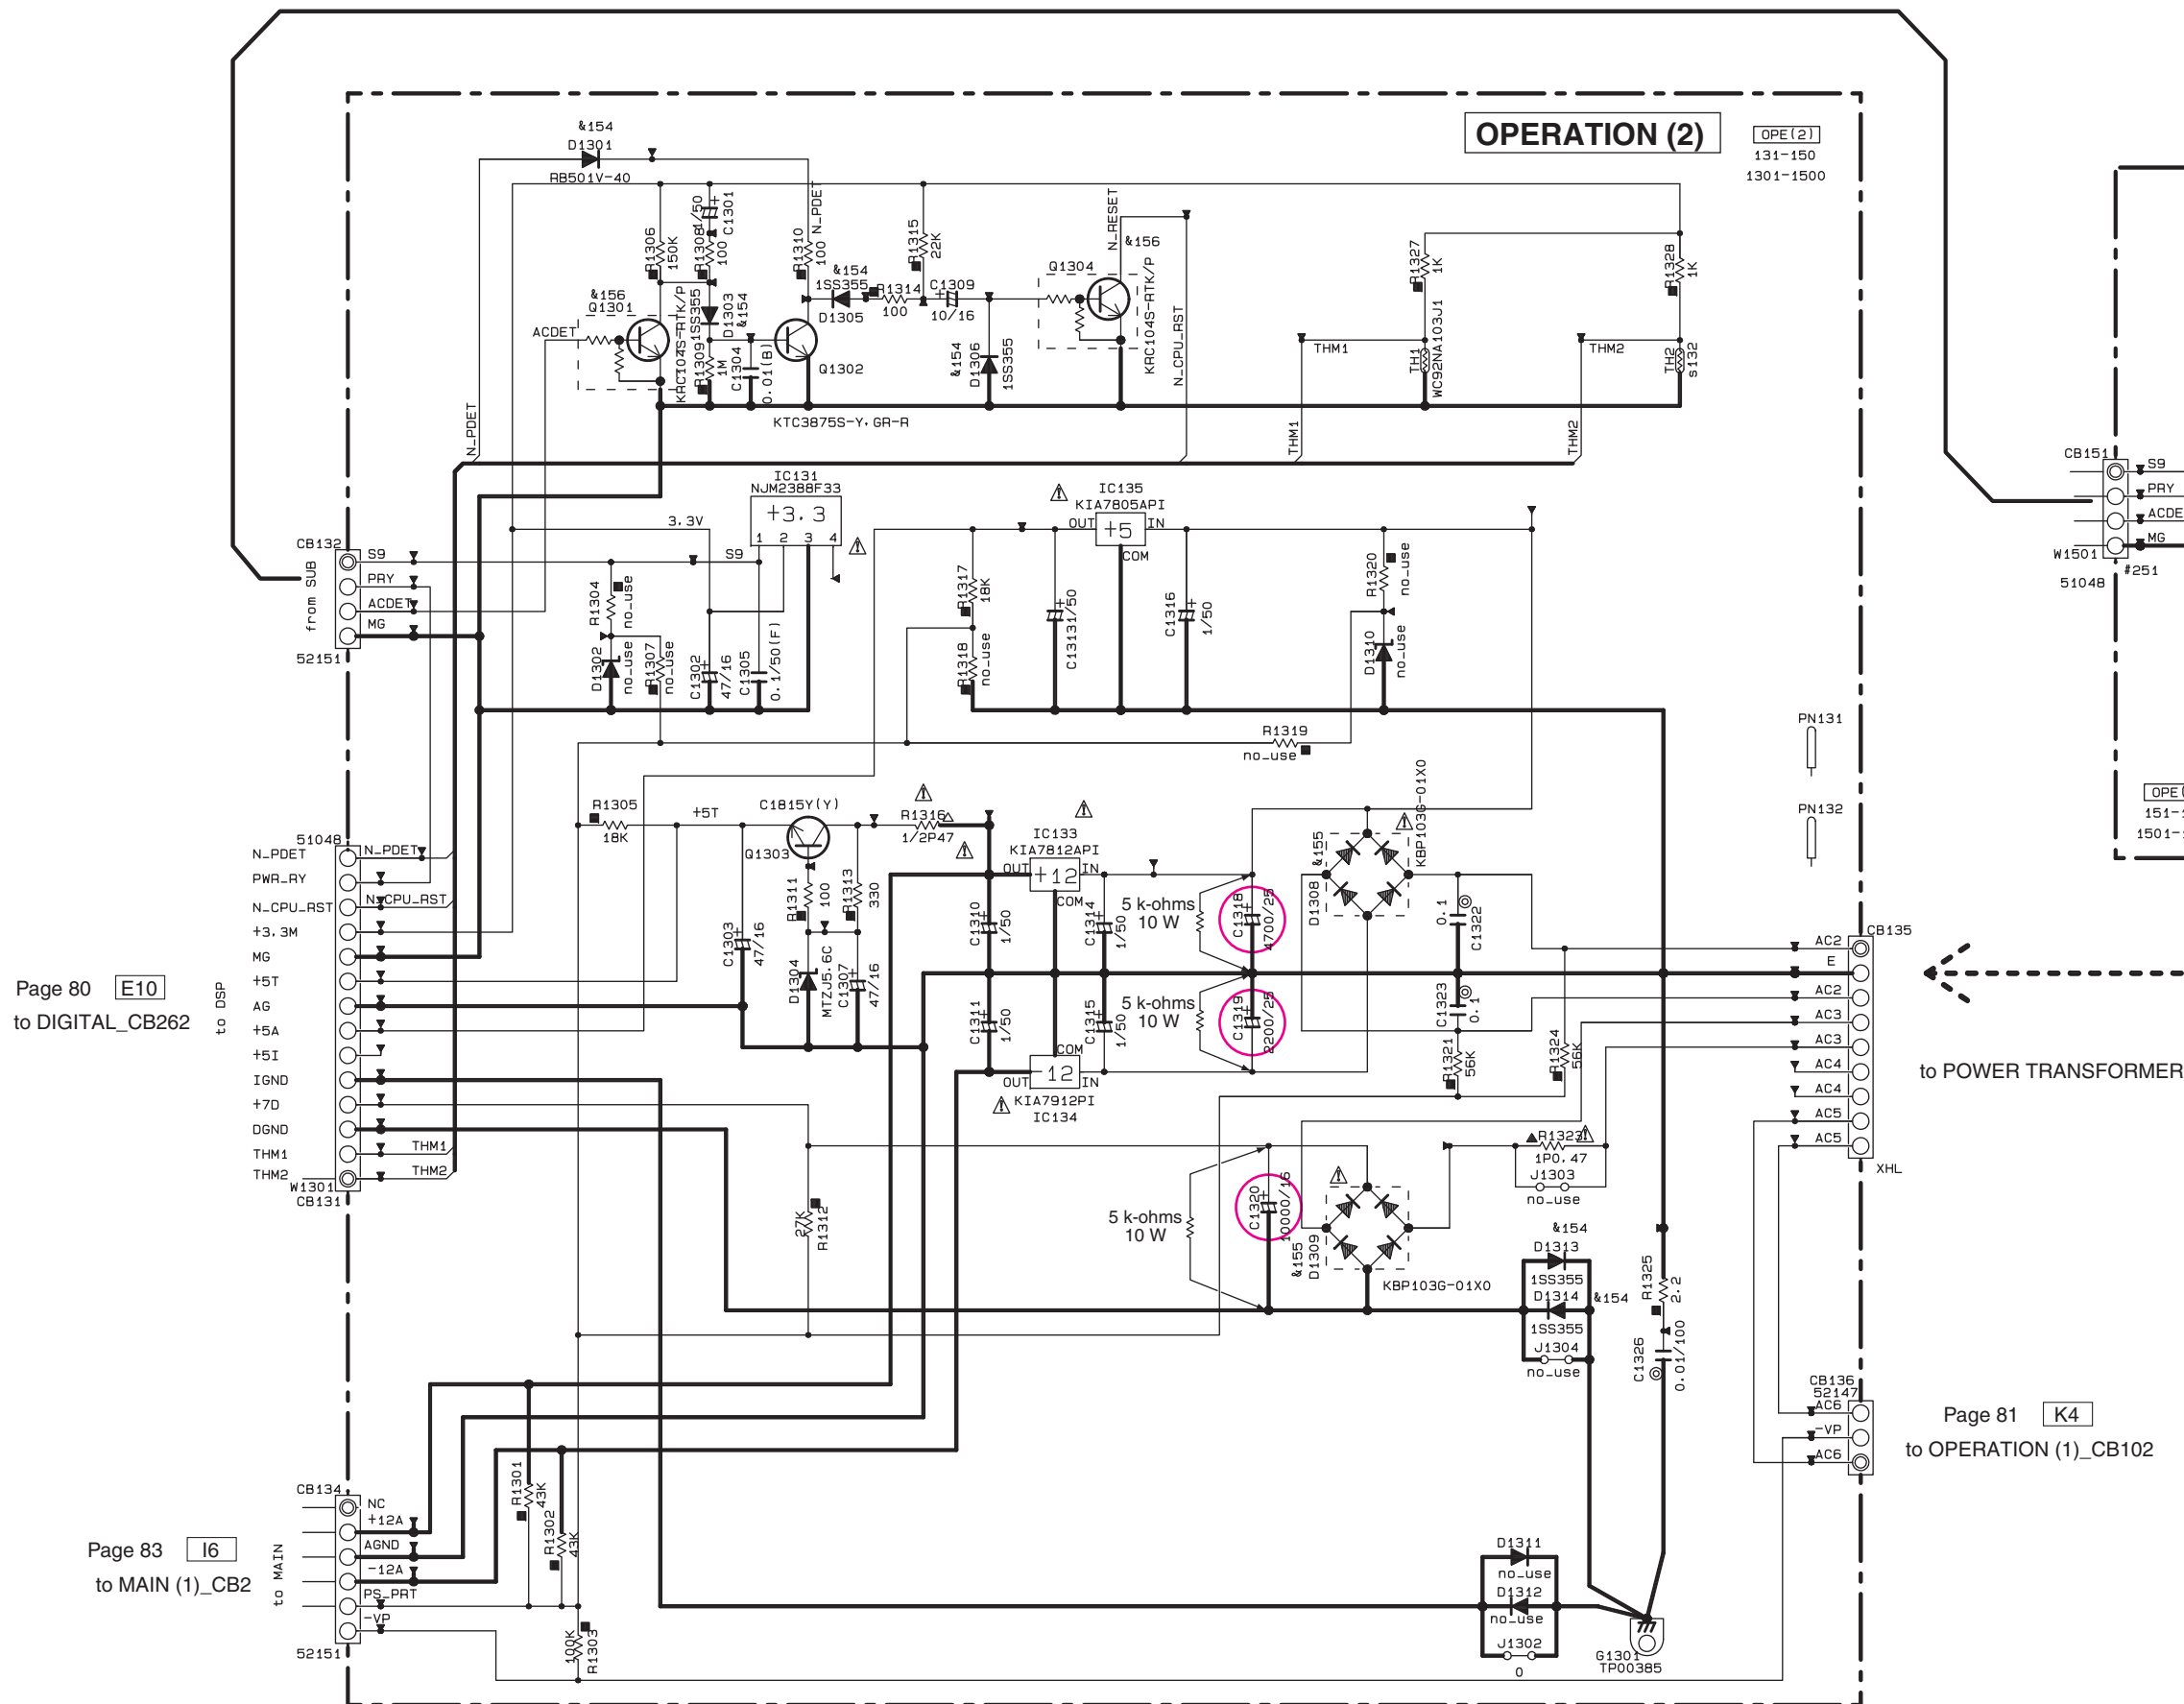 OPERATION (2)
OPE(2)
131-150
1301-1500
&154
D1301
RB501V-40
N_PDET
1/50
C1301
R1306
150K
R1308
100
R1310
100
R1315
22K
N_RESET
&156
R1327
1K
R1328
1K
&156
Q1301
KRC104S-RTK/P
1SS355
D1303
&154
&154
1SS355
D1305
R1314
100
C1309
10/16
Q1304
KRC104S-RTK/P
N_CPU_RST
ACDET
R1309
1M
C1304
0.01(B)
Q1302
&154
D1306
1SS355
THM1
TH1
WC92NA103J1
THM2
TH2
s132
KTC3875S-Y,GR-R
N_PDET
THM1
THM2
CB151
S9
PRY
MG
W1501
51048
#251
IC131
NJM2388F33
+3.3
1 2 3 4
3.3V
S9
IC135
KIA7805API
OUT
+5
IN
COM
CB132
S9
PRY
ACDET
MG
from SUB
52151
R1304
no_use
D1302
no_use
R1307
no_use
C1302
47/16
C1305
0.1/50(F)
R1317
18K
R1318
no_use
C1313
1/50
C1316
1/50
R1320
no_use
D1310
no_use
R1319
no_use
PN131
PN132
151-1
1501-1
51048
N_PDET
PWR_RY
N_CPU_RST
+3.3M
MG
+5T
AG
+5A
+5I
IGND
+7D
DGND
THM1
THM2
N_PDET
N_CPU_RST
THM1
THM2
W1301
CB131
to DSP
Page 80
E10
to DIGITAL_CB262
R1305
18K
+5T
C1815Y(Y)
Q1303
R1316
1/2P47
R1311
100
R1313
330
C1303
47/16
D1304
MTZJ5.6C
C1307
47/16
IC133
KIA7812API
OUT
+12
IN
COM
C1310
1/50
C1314
1/50
C1311
1/50
C1315
1/50
COM
OUT
-12
IN
KIA7912PI
IC134
5 k-ohms
10 W
C1318
4700/25
5 k-ohms
10 W
C1319
2200/25
&155
D1308
KBP103G-01X0
0.1
C1322
C1323
0.1
R1321
56K
R1324
56K
CB135
AC2
E
AC2
AC3
AC3
AC4
AC4
AC5
AC5
XHL
to POWER TRANSFORMER
R1323
1P0.47
J1303
no_use
27K
R1312
5 k-ohms
10 W
C1320
10000/16
&155
D1309
KBP103G-01X0
&154
D1313
1SS355
D1314
&154
1SS355
J1304
no_use
R1325
2.2
C1326
0.01/100
CB136
52147
AC6
-VP
AC6
Page 81
K4
to OPERATION (1)_CB102
R1301
43K
R1302
43K
CB134
NC
+12A
AGND
-12A
PS_PRT
-VP
to MAIN
52151
Page 83
I6
to MAIN (1)_CB2
100K
R1303
D1311
no_use
D1312
no_use
J1302
0
G1301
TP00385